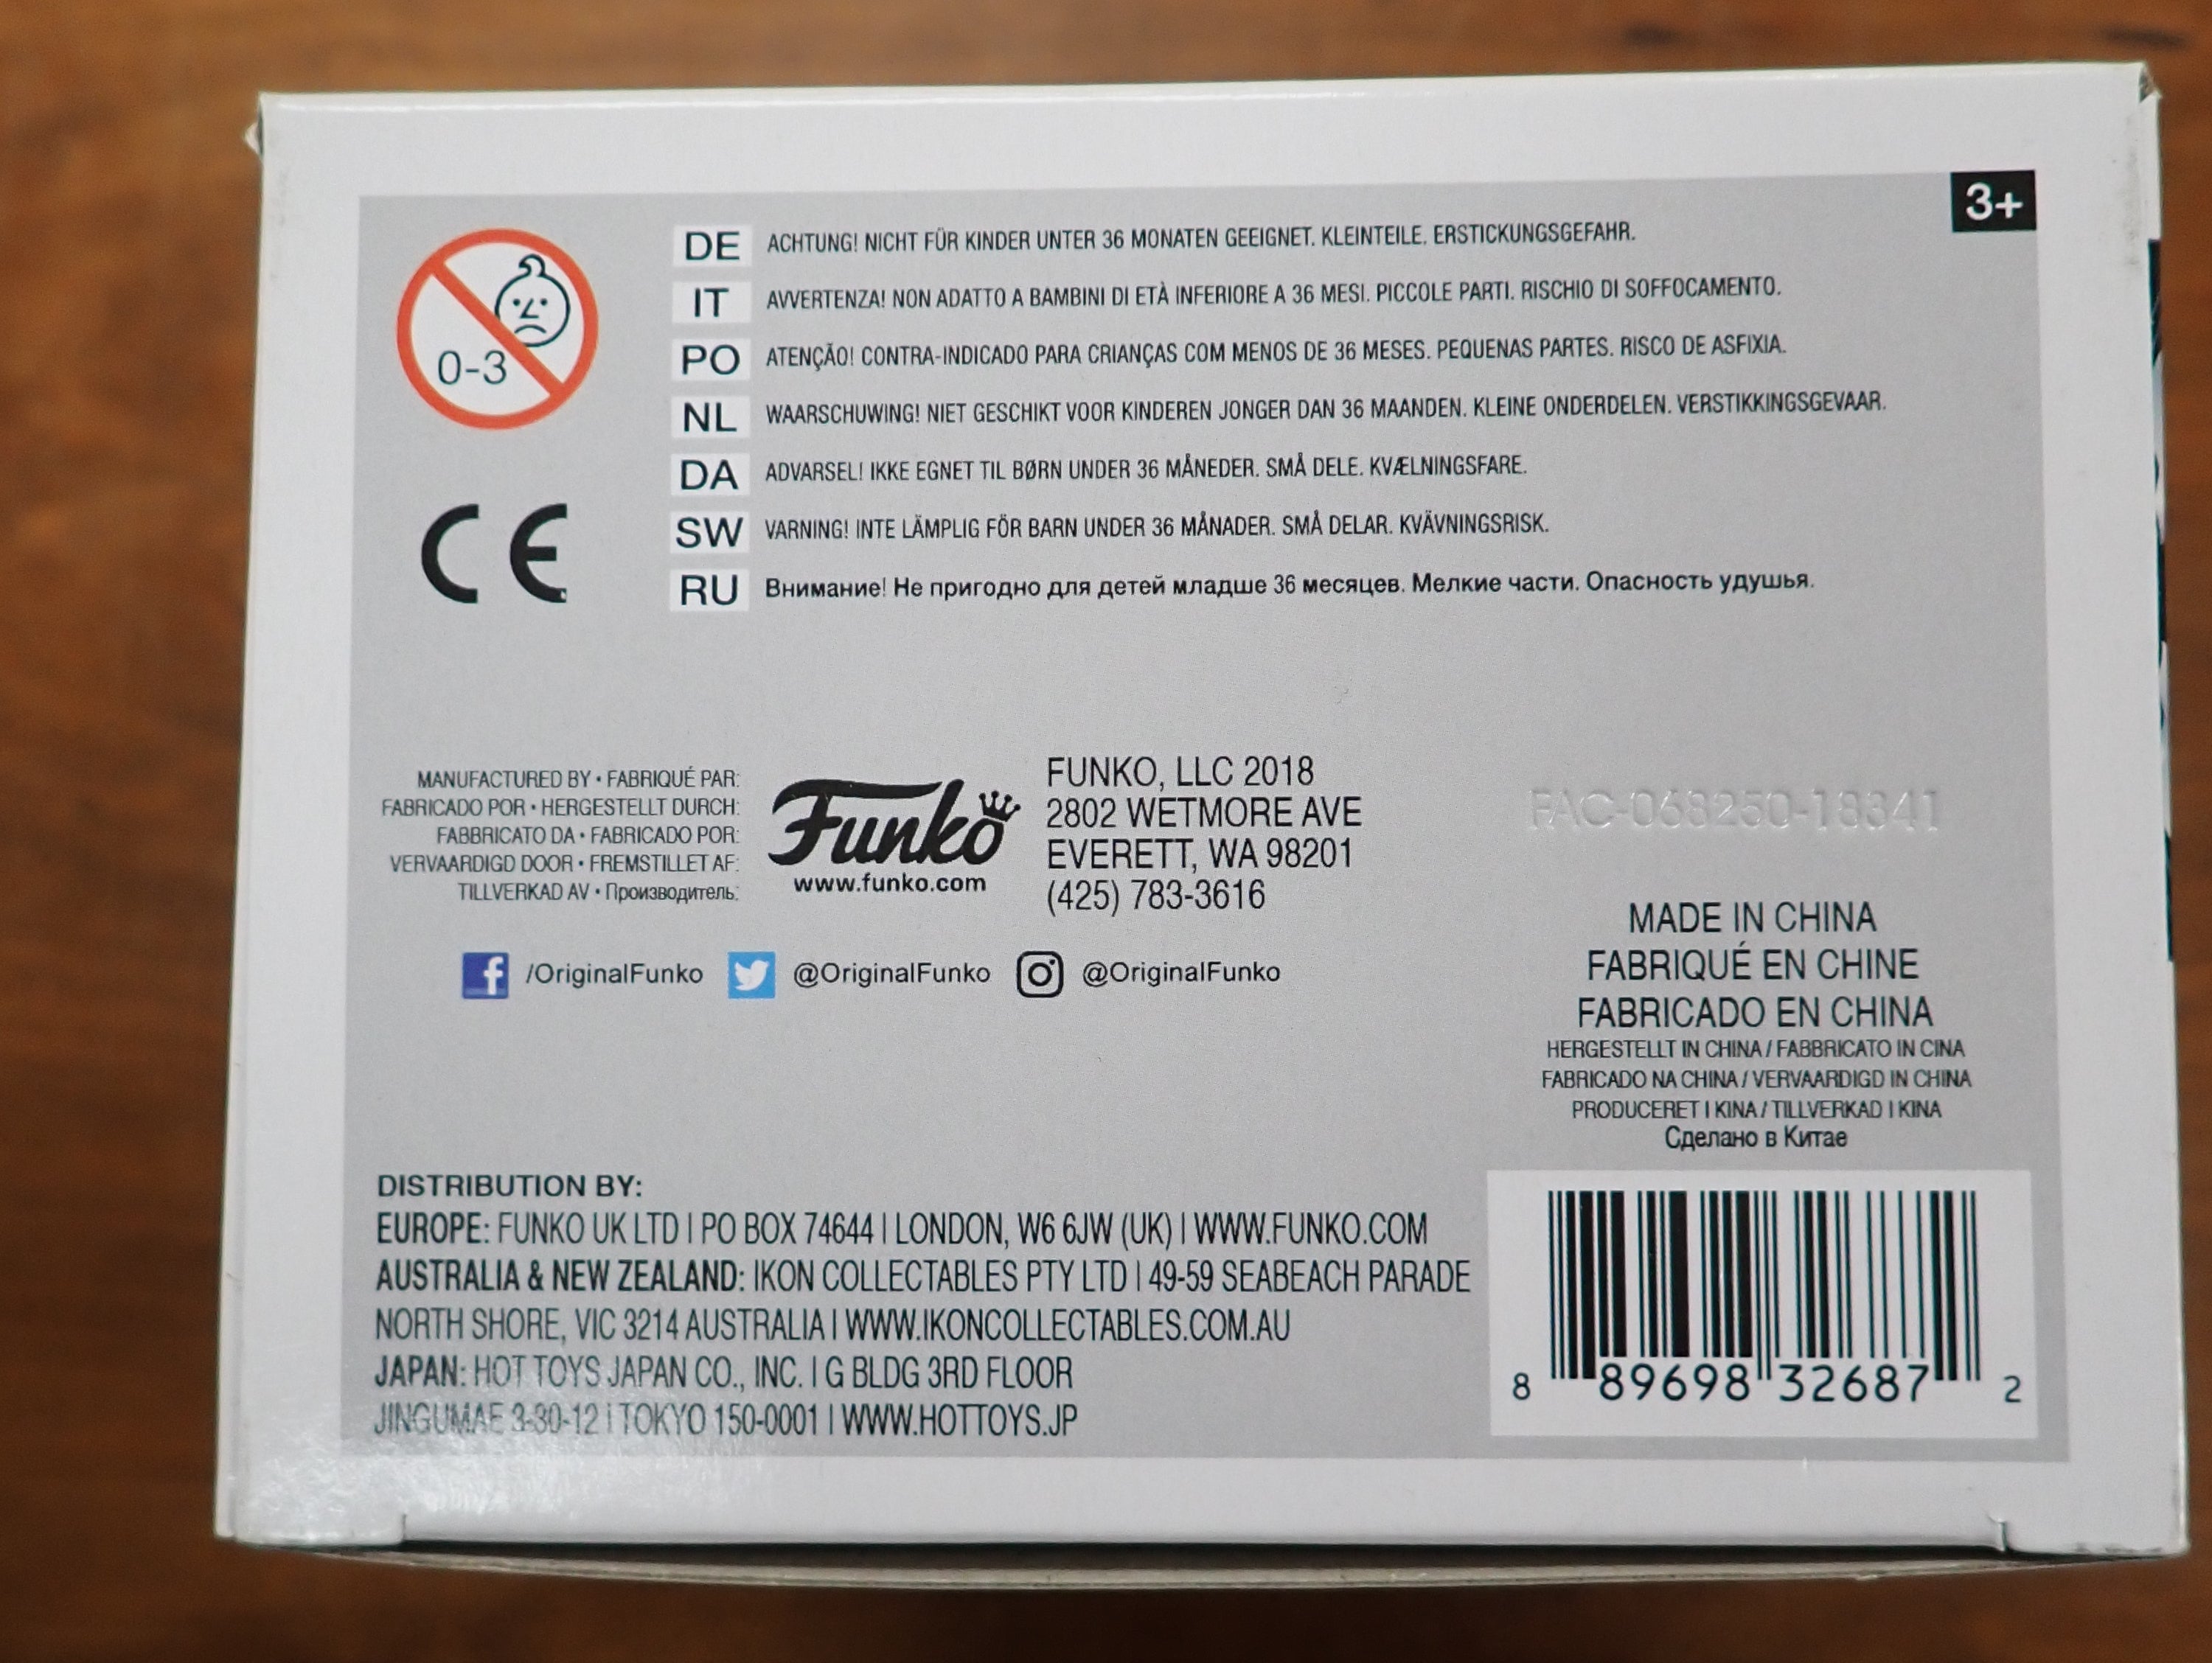 3+
0-3
CE
DE ACHTUNG! NICHT FÜR KINDER UNTER 36 MONATEN GEEIGNET. KLEINTEILE. ERSTICKUNGSGEFAHR.
IT AVVERTENZA! NON ADATTO A BAMBINI DI ETÀ INFERIORE A 36 MESI. PICCOLE PARTI. RISCHIO DI SOFFOCAMENTO.
PO ATENÇÃO! CONTRA-INDICADO PARA CRIANÇAS COM MENOS DE 36 MESES. PEQUENAS PARTES. RISCO DE ASFIXIA.
NL WAARSCHUWING! NIET GESCHIKT VOOR KINDEREN JONGER DAN 36 MAANDEN. KLEINE ONDERDELEN. VERSTIKKINGSGEVAAR.
DA ADVARSEL! IKKE EGNET TIL BØRN UNDER 36 MÅNEDER. SMÅ DELE. KVÆLNINGSFARE.
SW VARNING! INTE LÄMPLIG FÖR BARN UNDER 36 MÅNADER. SMÅ DELAR. KVÄVNINGSRISK.
RU Внимание! Не пригодно для детей младше 36 месяцев. Мелкие части. Опасность удушья.
MANUFACTURED BY • FABRIQUÉ PAR:
FABRICADO POR • HERGESTELLT DURCH:
FABBRICATO DA • FABRICADO POR:
VERVAARDIGD DOOR • FREMSTILLET AF:
TILLVERKAD AV • Производитель:
Funko
www.funko.com
FUNKO, LLC 2018
2802 WETMORE AVE
EVERETT, WA 98201
(425) 783-3616
FAC-068250-18341
/OriginalFunko @OriginalFunko @OriginalFunko
MADE IN CHINA
FABRIQUÉ EN CHINE
FABRICADO EN CHINA
HERGESTELLT IN CHINA / FABBRICATO IN CINA
FABRICADO NA CHINA / VERVAARDIGD IN CHINA
PRODUCERET I KINA / TILLVERKAD I KINA
Сделано в Китае
DISTRIBUTION BY:
EUROPE: FUNKO UK LTD | PO BOX 74644 | LONDON, W6 6JW (UK) | WWW.FUNKO.COM
AUSTRALIA & NEW ZEALAND: IKON COLLECTABLES PTY LTD | 49-59 SEABEACH PARADE
NORTH SHORE, VIC 3214 AUSTRALIA | WWW.IKONCOLLECTABLES.COM.AU
JAPAN: HOT TOYS JAPAN CO., INC. | G BLDG 3RD FLOOR
JINGUMAE 3-30-12 | TOKYO 150-0001 | WWW.HOTTOYS.JP
8 89698 32687 2